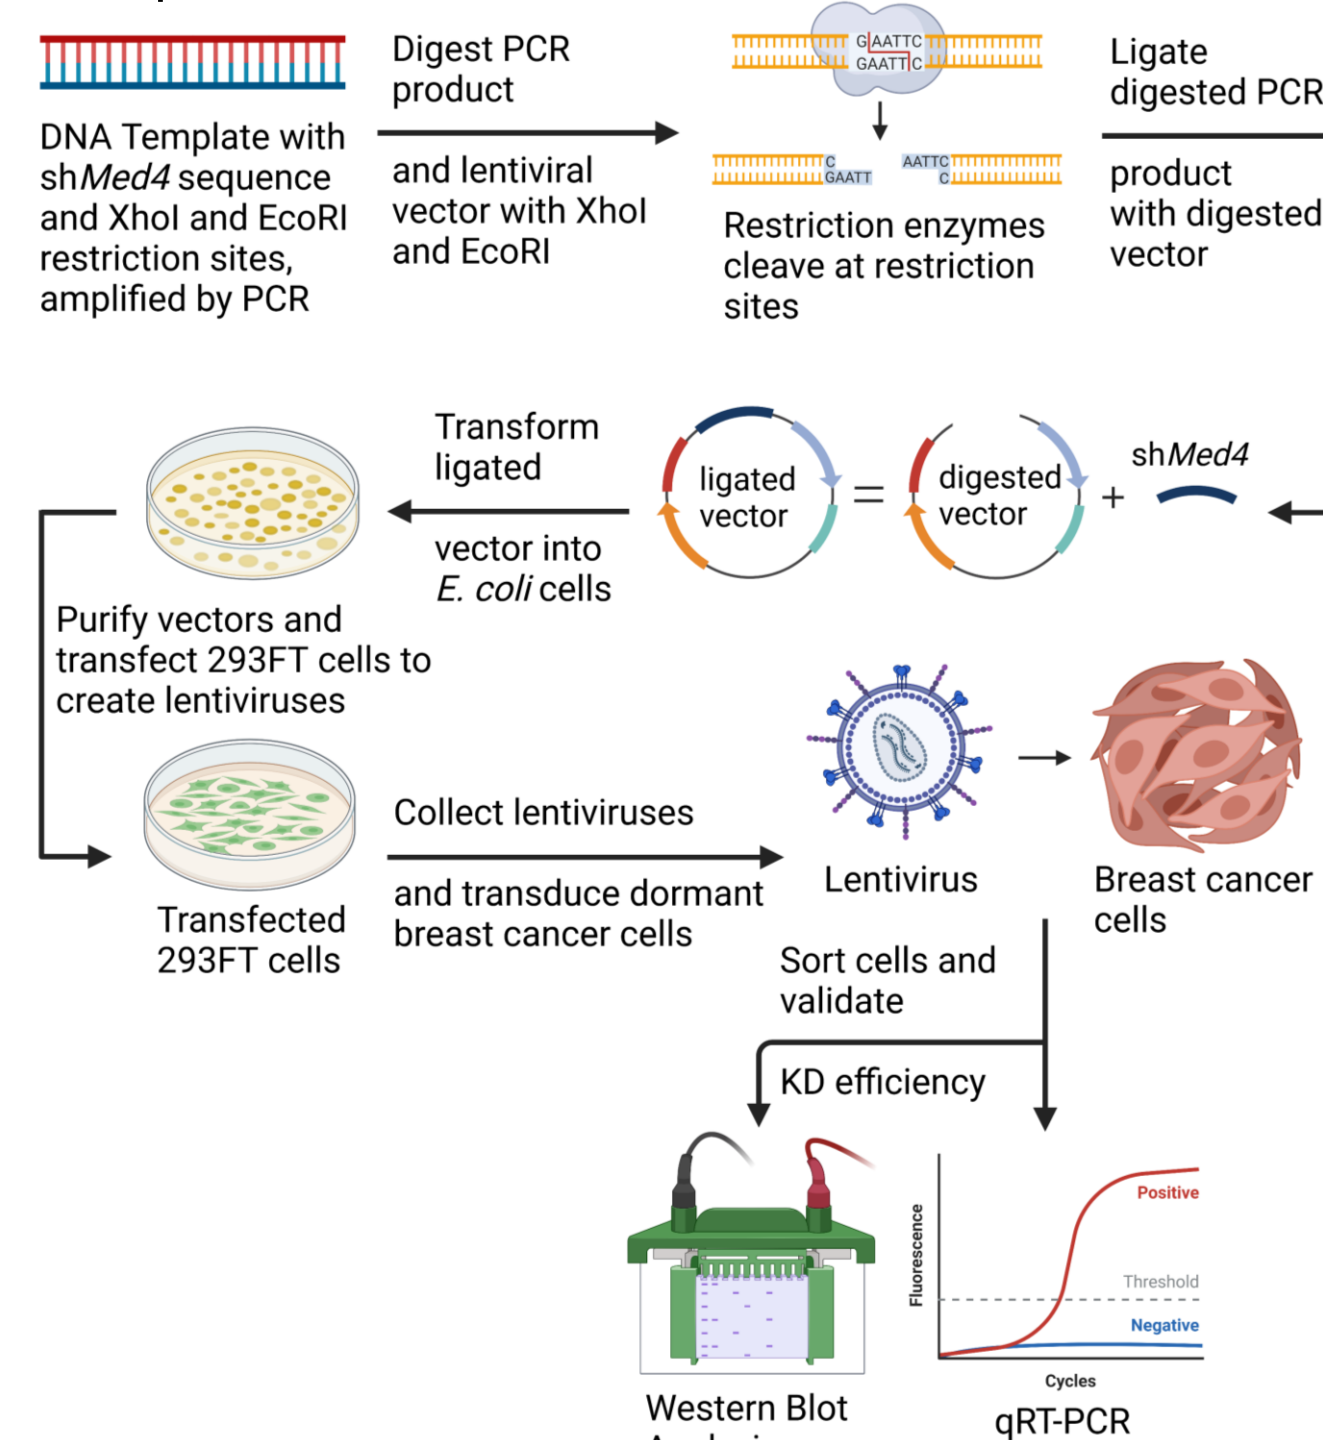 DNA Template with
shMed4 sequence
and XhoI and EcoRI
restriction sites,
amplified by PCR
Digest PCR
product
and lentiviral
vector with XhoI
and EcoRI
GAATTC
GAATTC
C
GAATT
AATTC
C
Restriction enzymes
cleave at restriction
sites
Ligate
digested PCR
product
with digested
vector
shMed4
+
digested
vector
=
ligated
vector
Transform
ligated
vector into
E. coli cells
Purify vectors and
transfect 293FT cells to
create lentiviruses
Transfected
293FT cells
Collect lentiviruses
and transduce dormant
breast cancer cells
Lentivirus
Breast cancer
cells
Sort cells and
validate
KD efficiency
Western Blot
Fluorescence
Positive
Threshold
Negative
Cycles
qRT-PCR